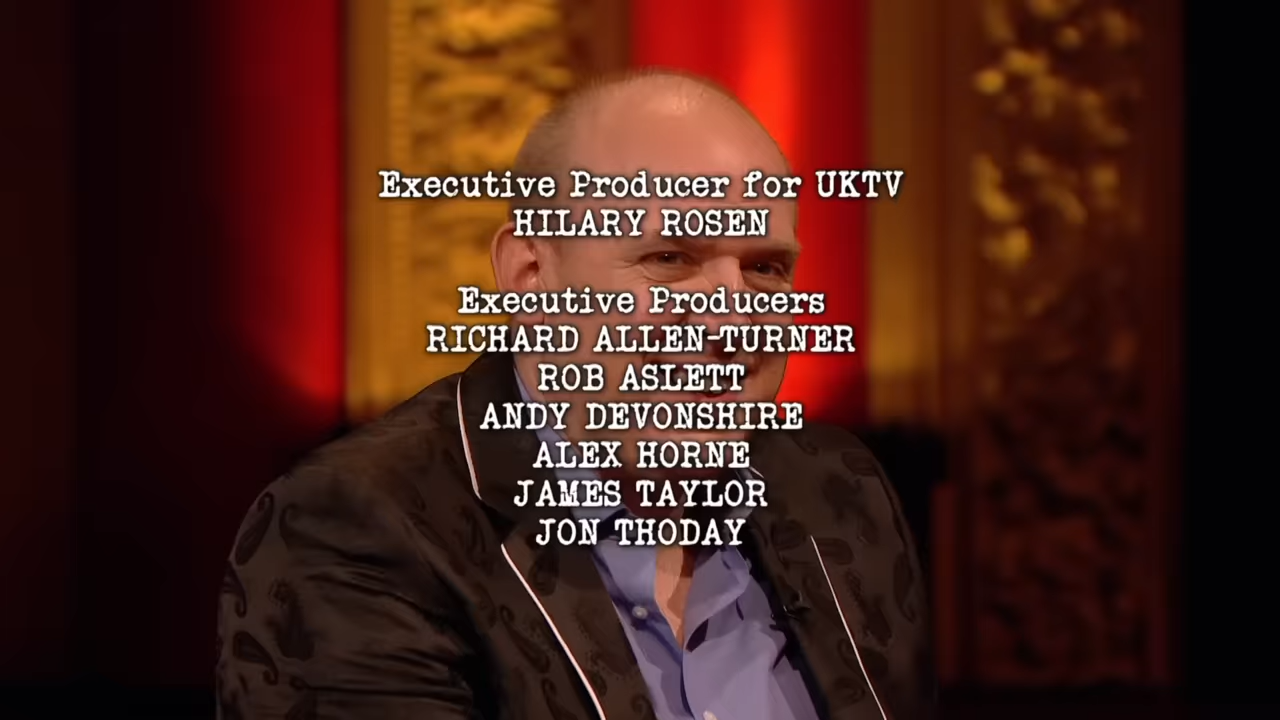 Executive Producer for UKTV
HILARY ROSEN
Executive Producers
RICHARD ALLEN-TURNER
ROB ASLETT
ANDY DEVONSHIRE
ALEX HORNE
JAMES TAYLOR
JON THODAY